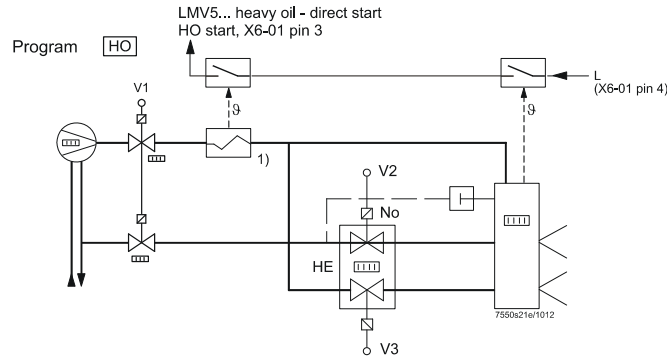 LMV5... heavy oil - direct start
HO start, X6-01 pin 3
Program HO
L
(X6-01 pin 4)
V1
ϑ
ϑ
1)
V2
No
HE
V3
7550s21e/1012